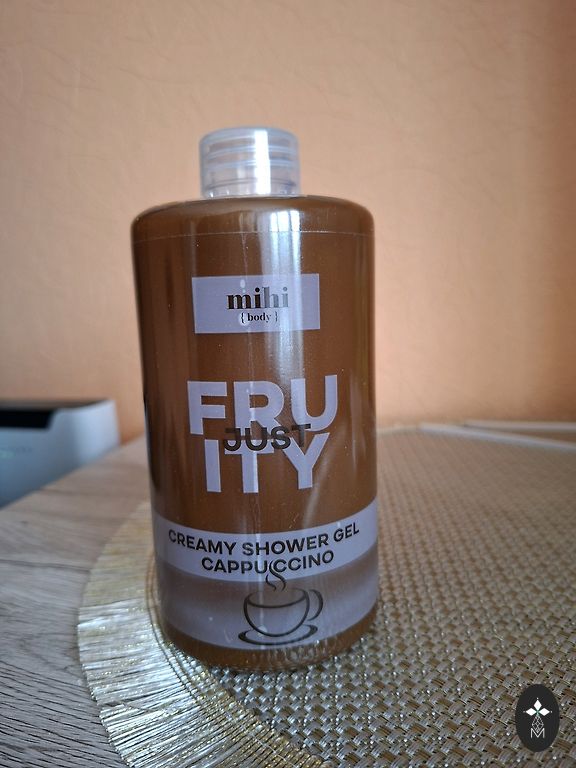 mihi
{ body }
FRU
JUST
ITY
CREAMY SHOWER GEL
CAPPUCCINO